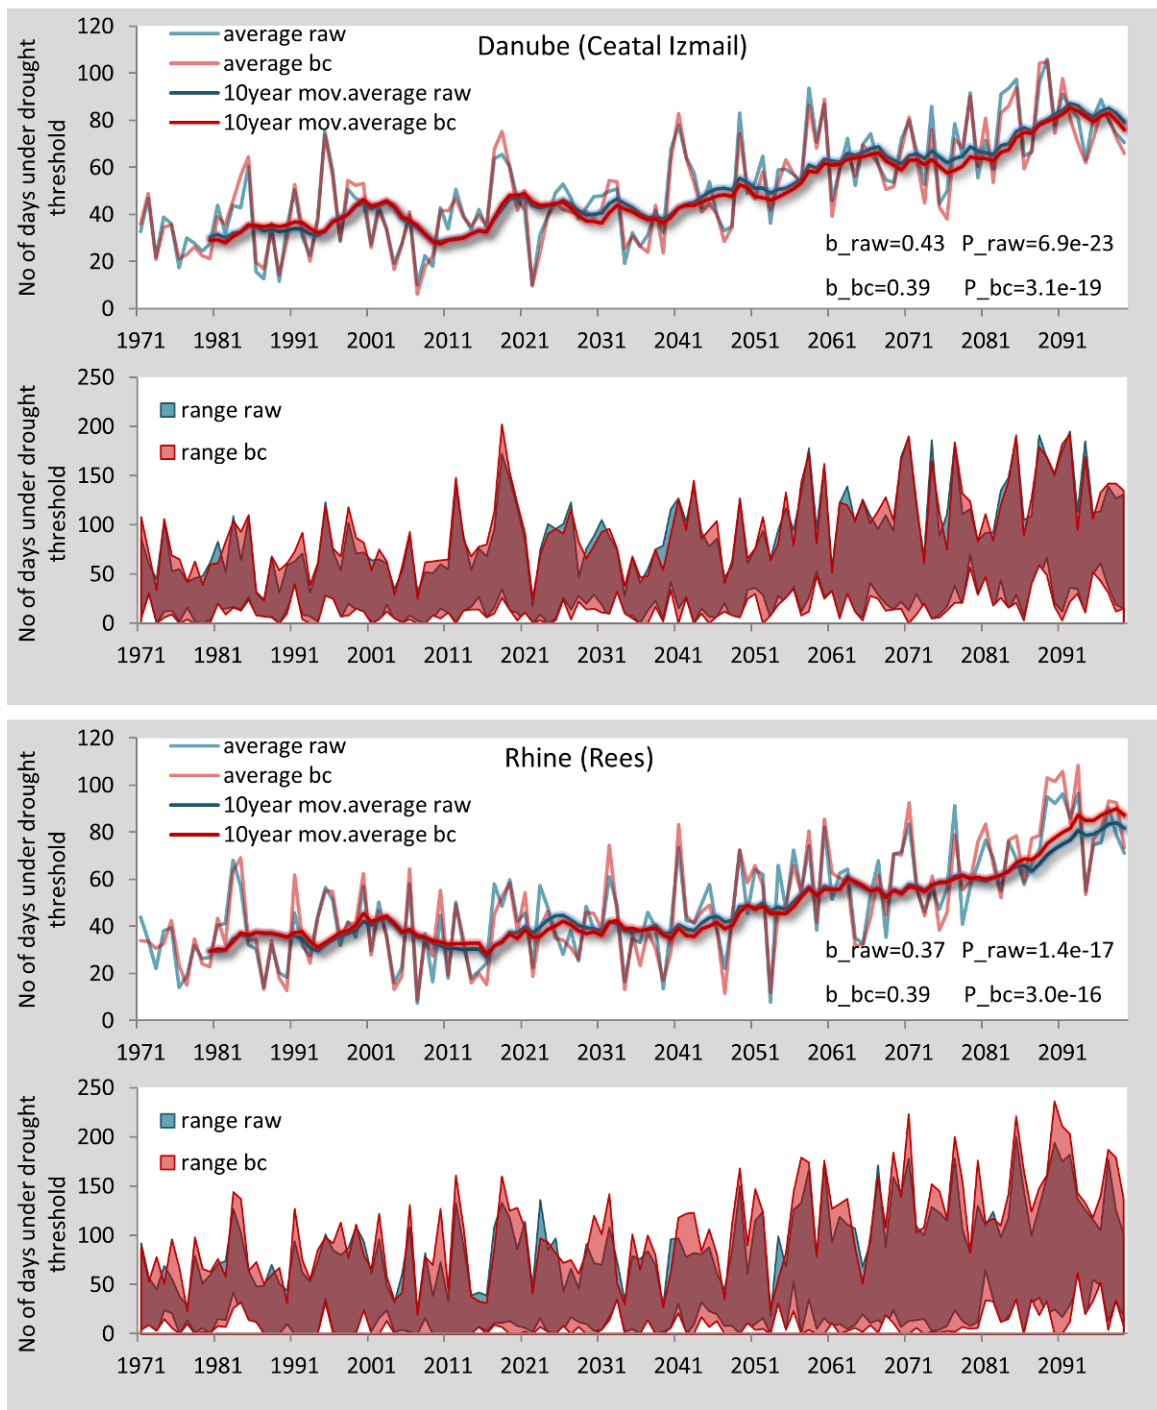 No of days under drought
threshold
120
100
80
60
40
20
0
average raw
average bc
10year mov.average raw
10year mov.average bc
Danube (Ceatal Izmail)
b_raw=0.43 P_raw=6.9e-23
b_bc=0.39 P_bc=3.1e-19
1971 1981 1991 2001 2011 2021 2031 2041 2051 2061 2071 2081 2091
No of days under drought
threshold
250
200
150
100
50
0
range raw
range bc
1971 1981 1991 2001 2011 2021 2031 2041 2051 2061 2071 2081 2091
No of days under drought
threshold
120
100
80
60
40
20
0
average raw
average bc
10year mov.average raw
10year mov.average bc
Rhine (Rees)
b_raw=0.37 P_raw=1.4e-17
b_bc=0.39 P_bc=3.0e-16
1971 1981 1991 2001 2011 2021 2031 2041 2051 2061 2071 2081 2091
No of days under drought
threshold
250
200
150
100
50
0
range raw
range bc
1971 1981 1991 2001 2011 2021 2031 2041 2051 2061 2071 2081 2091